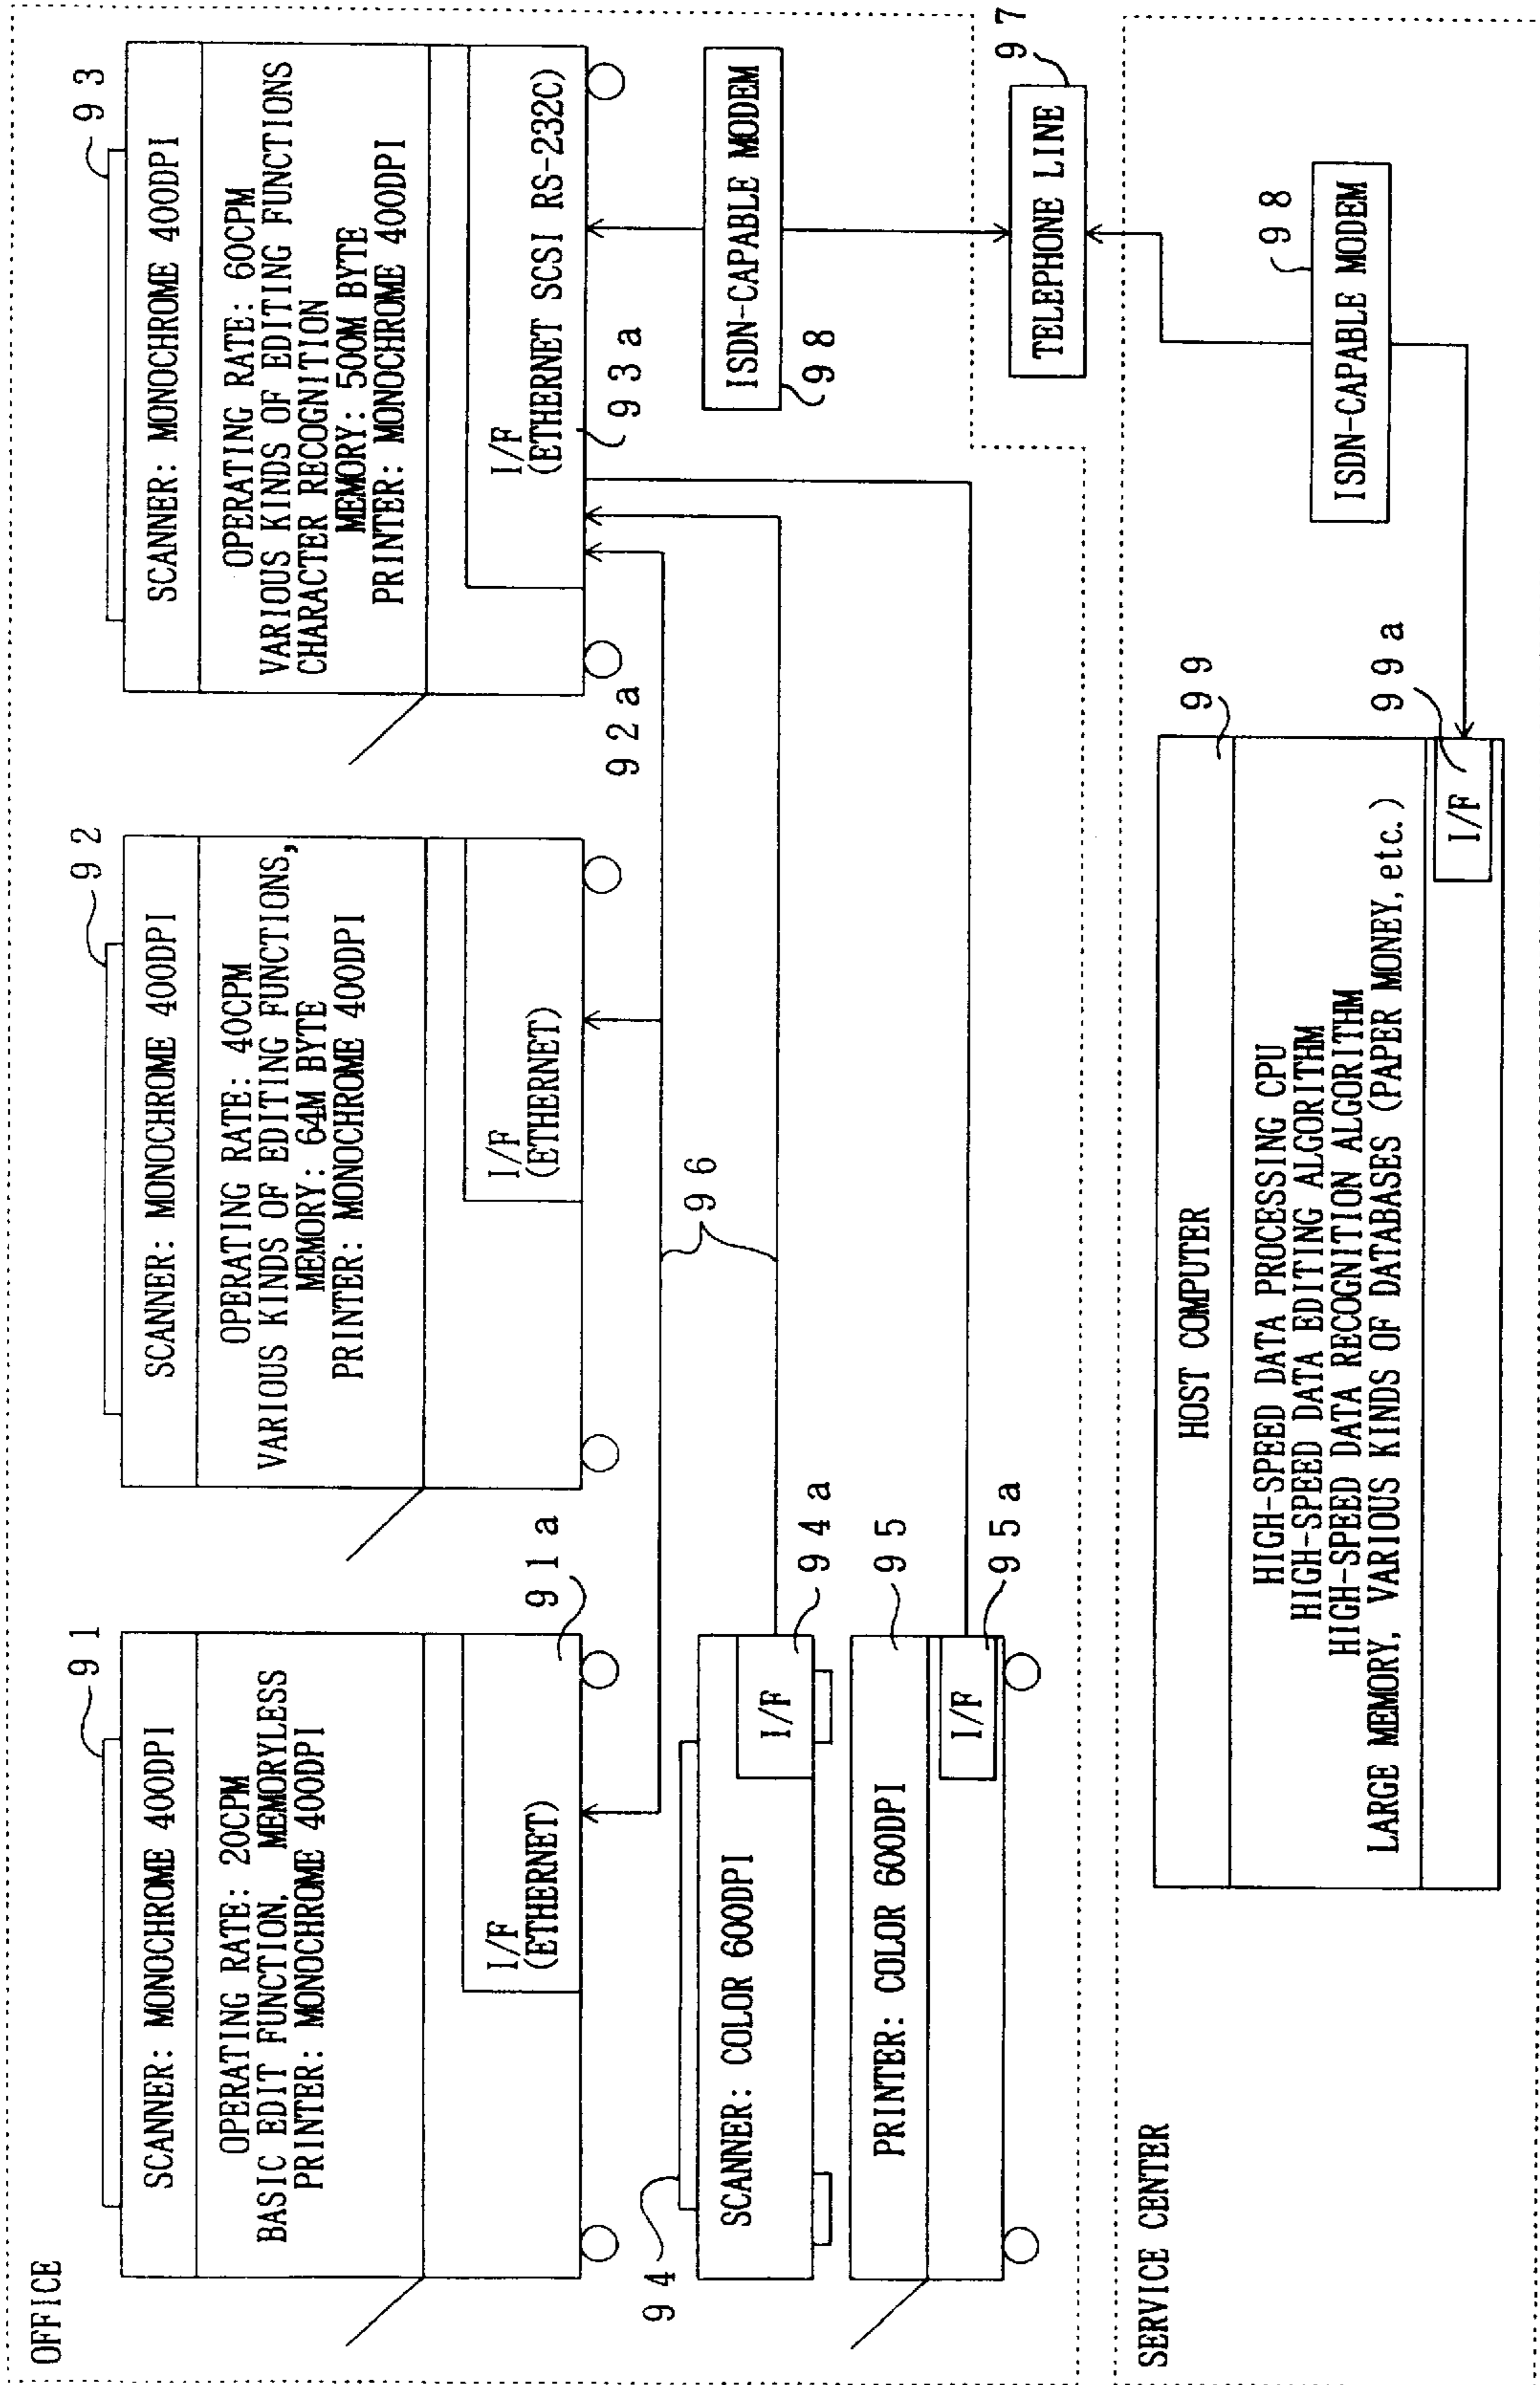 OFFICE
91
SCANNER: MONOCHROME 400DPI
OPERATING RATE: 20CPM
BASIC EDIT FUNCTION. MEMORYLESS
PRINTER: MONOCHROME 400DPI
I/F
(ETHERNET)
91a
92
SCANNER: MONOCHROME 400DPI
OPERATING RATE: 40CPM
VARIOUS KINDS OF EDITING FUNCTIONS,
MEMORY: 64M BYTE
PRINTER: MONOCHROME 400DPI
I/F
(ETHERNET)
92a
93
SCANNER: MONOCHROME 400DPI
OPERATING RATE: 60CPM
VARIOUS KINDS OF EDITING FUNCTIONS
CHARACTER RECOGNITION
MEMORY: 500M BYTE
PRINTER: MONOCHROME 400DPI
I/F
(ETHERNET SCSI RS-232C)
93a
94
SCANNER: COLOR 600DPI
I/F
94a
96
ISDN-CAPABLE MODEM
98
PRINTER: COLOR 600DPI
95
I/F
95a
TELEPHONE LINE
97
SERVICE CENTER
HOST COMPUTER
99
HIGH-SPEED DATA PROCESSING CPU
HIGH-SPEED DATA EDITING ALGORITHM
HIGH-SPEED DATA RECOGNITION ALGORITHM
LARGE MEMORY, VARIOUS KINDS OF DATABASES (PAPER MONEY, etc.)
I/F
99a
ISDN-CAPABLE MODEM
98